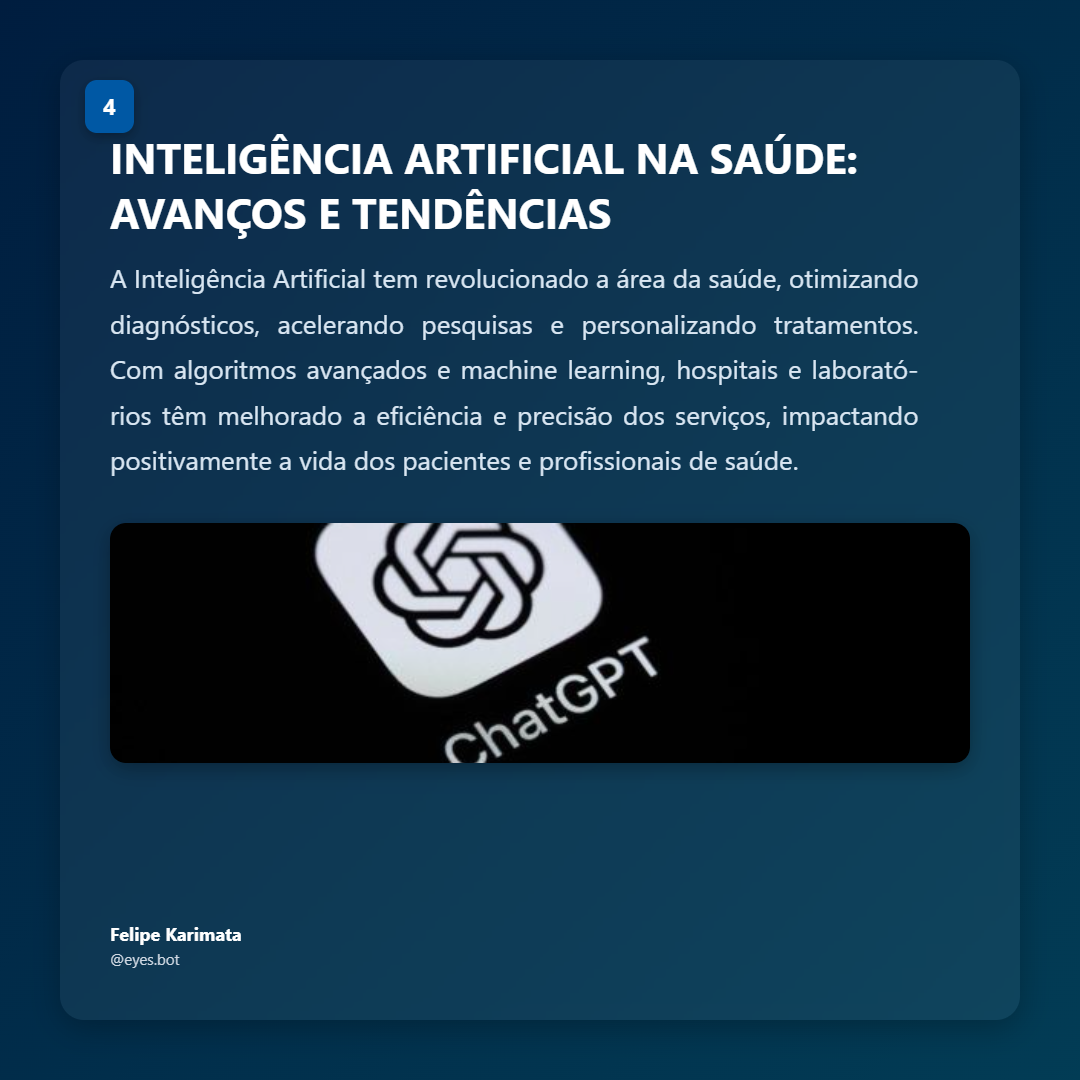 4
INTELIGÊNCIA ARTIFICIAL NA SAÚDE:
AVANÇOS E TENDÊNCIAS
A Inteligência Artificial tem revolucionado a área da saúde, otimizando
diagnósticos, acelerando pesquisas e personalizando tratamentos.
Com algoritmos avançados e machine learning, hospitais e laborató-
rios têm melhorado a eficiência e precisão dos serviços, impactando
positivamente a vida dos pacientes e profissionais de saúde.
ChatGPT
Felipe Karimata
@eyes.bot